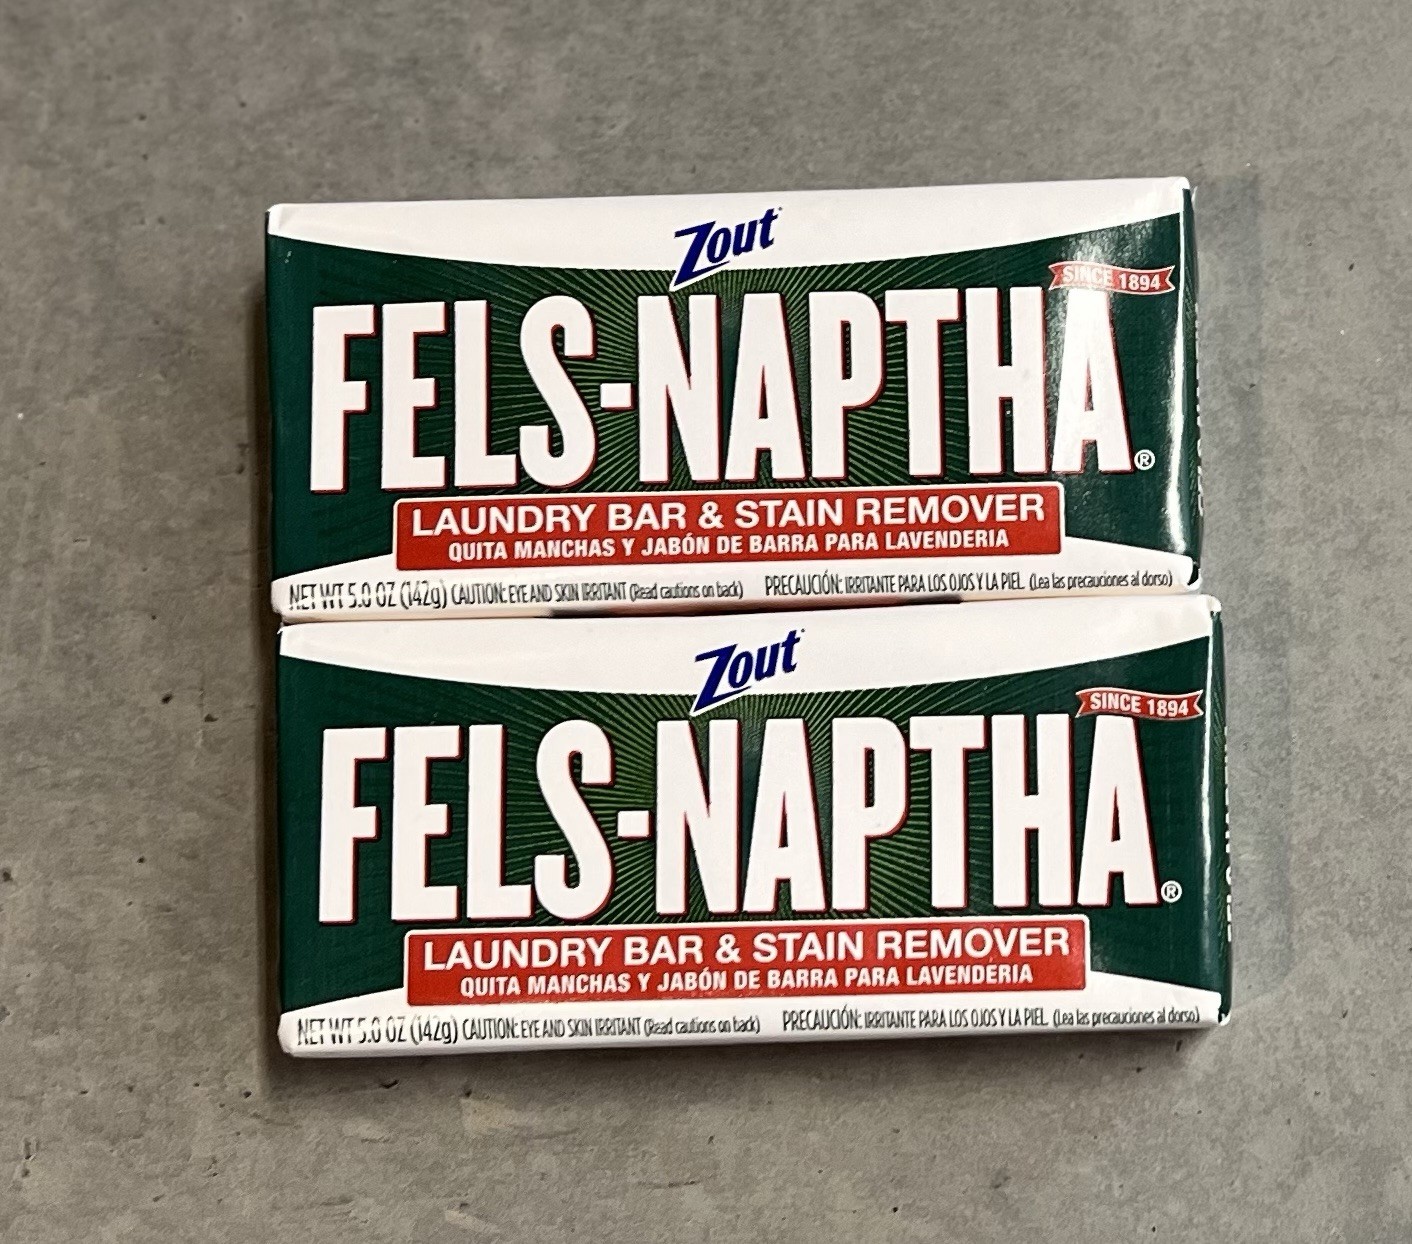 Zout
SINCE 1894
FELS-NAPTHA®
LAUNDRY BAR & STAIN REMOVER
QUITA MANCHAS Y JABÓN DE BARRA PARA LAVENDERIA
NET WT 5.0 OZ (142g) CAUTION: EYE AND SKIN IRRITANT (Read cautions on back) PRECAUCIÓN: IRRITANTE PARA LOS OJOS Y LA PIEL (Lea las precauciones al dorso)
Zout
SINCE 1894
FELS-NAPTHA®
LAUNDRY BAR & STAIN REMOVER
QUITA MANCHAS Y JABÓN DE BARRA PARA LAVENDERIA
NET WT 5.0 OZ (142g) CAUTION: EYE AND SKIN IRRITANT (Read cautions on back) PRECAUCIÓN: IRRITANTE PARA LOS OJOS Y LA PIEL (Lea las precauciones al dorso)